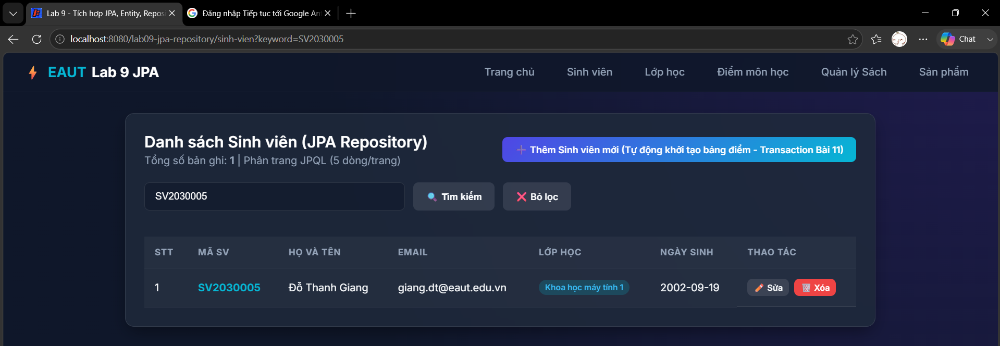 Lab 9 - Tích hợp JPA, Entity, Repos
Đăng nhập Tiếp tục tới Google An
localhost:8080/lab09-jpa-repository/sinh-vien?keyword=SV2030005
Chat
EAUT Lab 9 JPA
Trang chủ
Sinh viên
Lớp học
Điểm môn học
Quản lý Sách
Sản phẩm
Danh sách Sinh viên (JPA Repository)
Tổng số bản ghi: 1 | Phân trang JPQL (5 dòng/trang)
Thêm Sinh viên mới (Tự động khởi tạo bảng điểm - Transaction Bài 11)
SV2030005
Tìm kiếm
Bỏ lọc
STT MÃ SV HỌ VÀ TÊN EMAIL LỚP HỌC NGÀY SINH THAO TÁC
1 SV2030005 Đỗ Thanh Giang giang.dt@eaut.edu.vn Khoa học máy tính 1 2002-09-19 Sửa Xóa